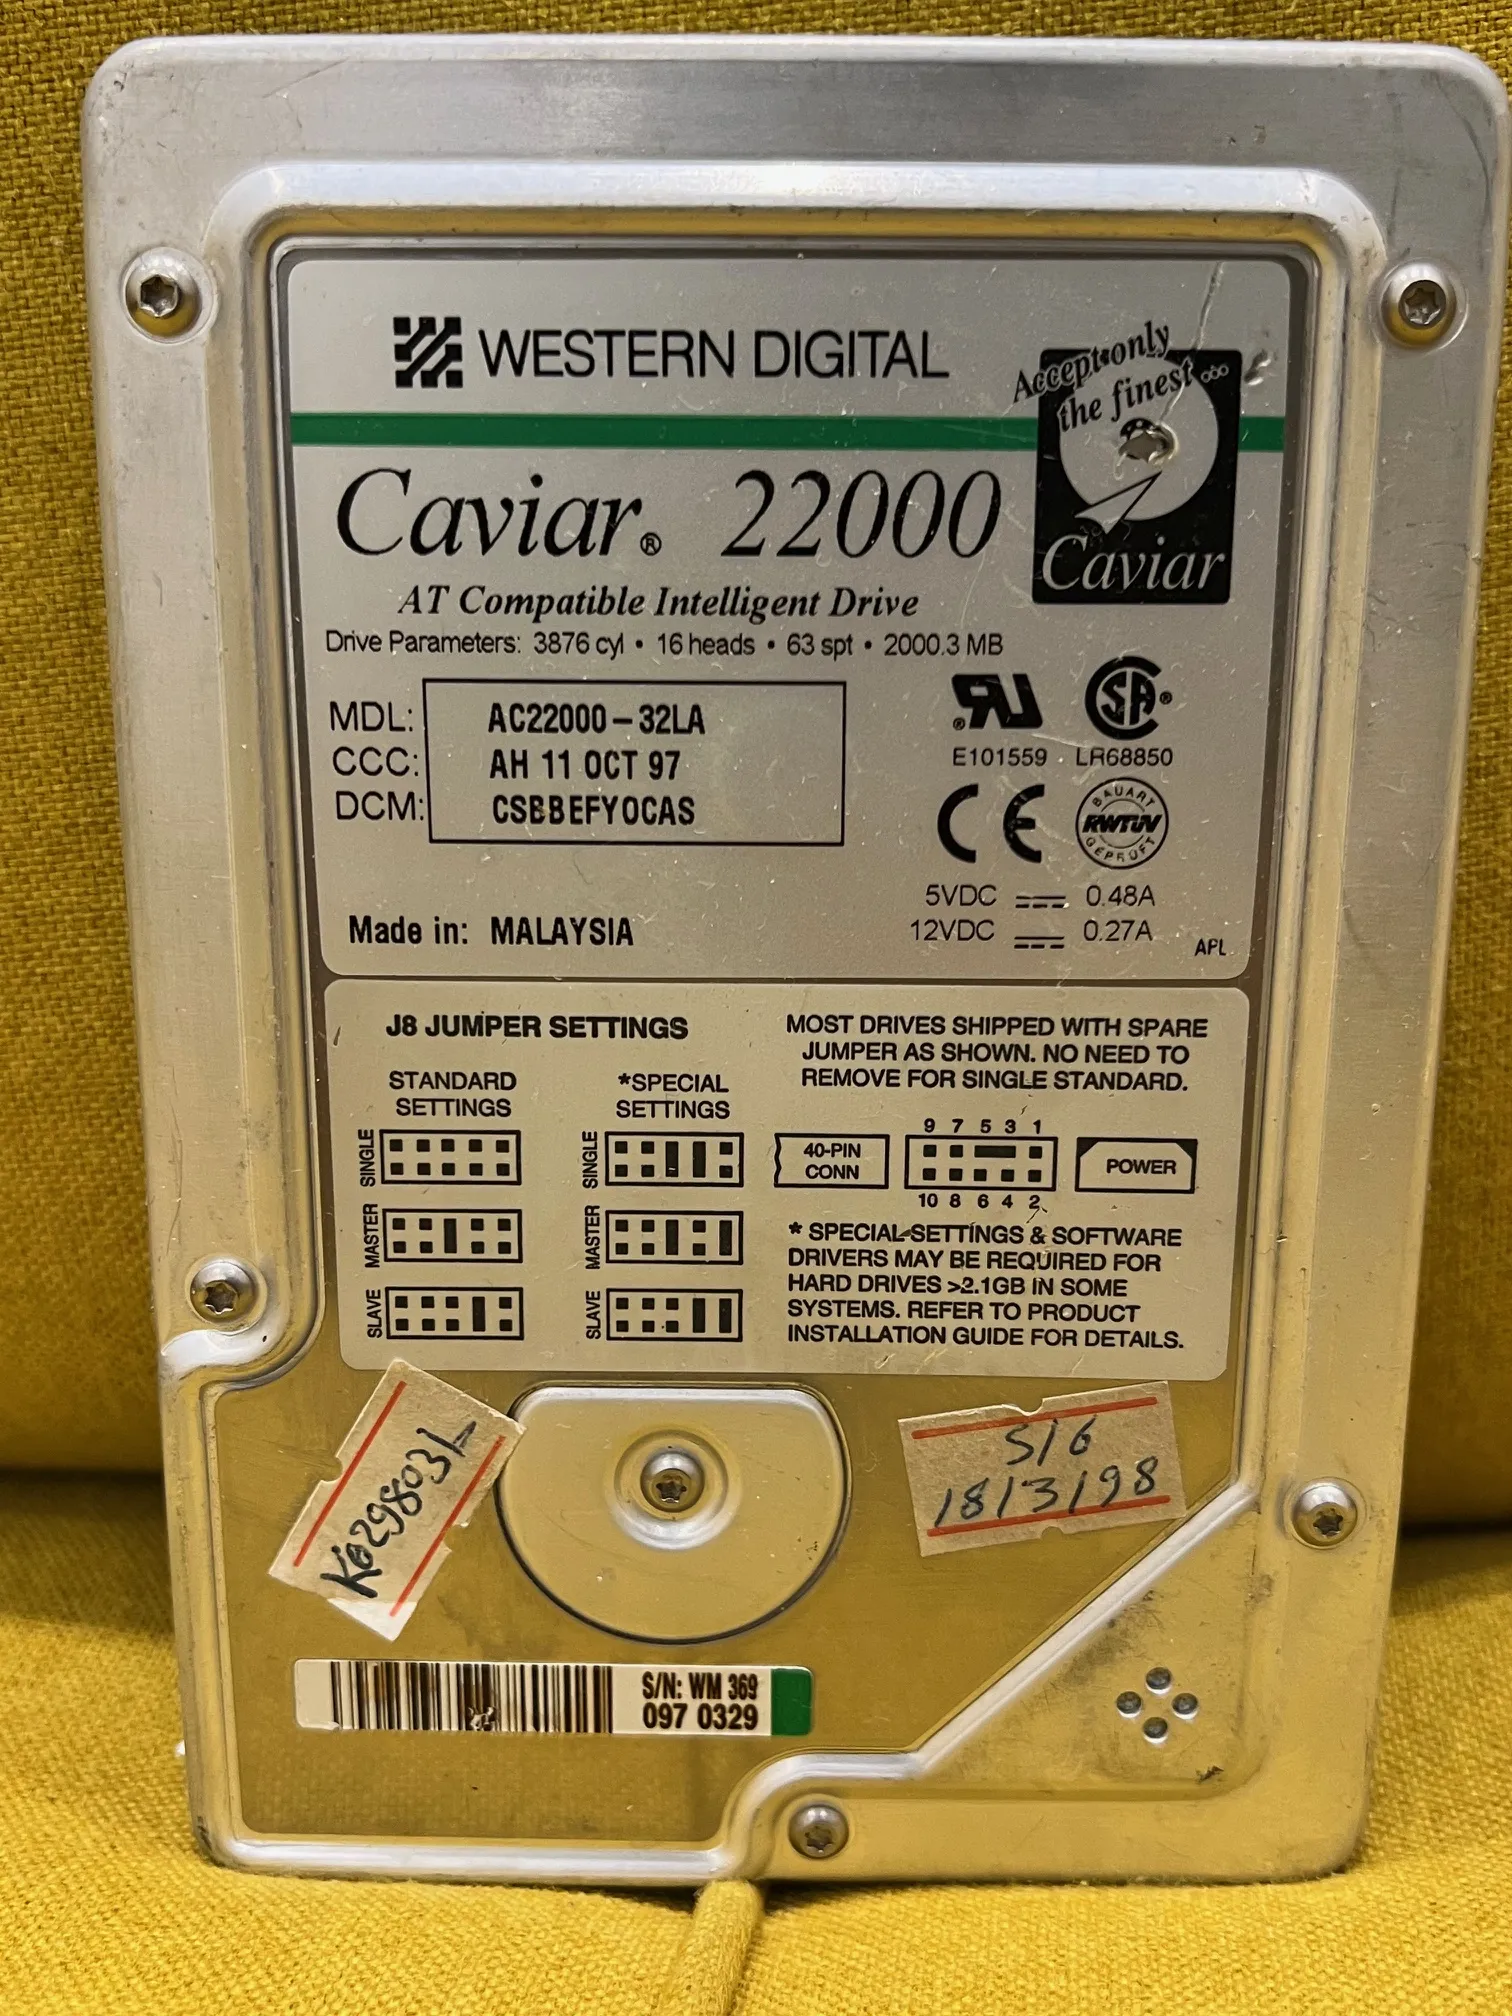 WESTERN DIGITAL
Accept only
the finest...
Caviar® 22000
Caviar
AT Compatible Intelligent Drive
Drive Parameters: 3876 cyl • 16 heads • 63 spt • 2000.3 MB
MDL: AC22000-32LA
CCC: AH 11 OCT 97
DCM: CSBBEFY0CAS
RU® SA®
E101559 LR68850
CE BAUART RWTÜV GEPRÜFT
5VDC 0.48A
12VDC 0.27A
Made in: MALAYSIA
APL
J8 JUMPER SETTINGS
STANDARD
SETTINGS
*SPECIAL
SETTINGS
SINGLE
MASTER
SLAVE
SINGLE
MASTER
SLAVE
MOST DRIVES SHIPPED WITH SPARE
JUMPER AS SHOWN. NO NEED TO
REMOVE FOR SINGLE STANDARD.
9 7 5 3 1
40-PIN
CONN
POWER
10 8 6 4 2
* SPECIAL SETTINGS & SOFTWARE
DRIVERS MAY BE REQUIRED FOR
HARD DRIVES >2.1GB IN SOME
SYSTEMS. REFER TO PRODUCT
INSTALLATION GUIDE FOR DETAILS.
S16
18/3/98
S/N: WM 369
097 0329